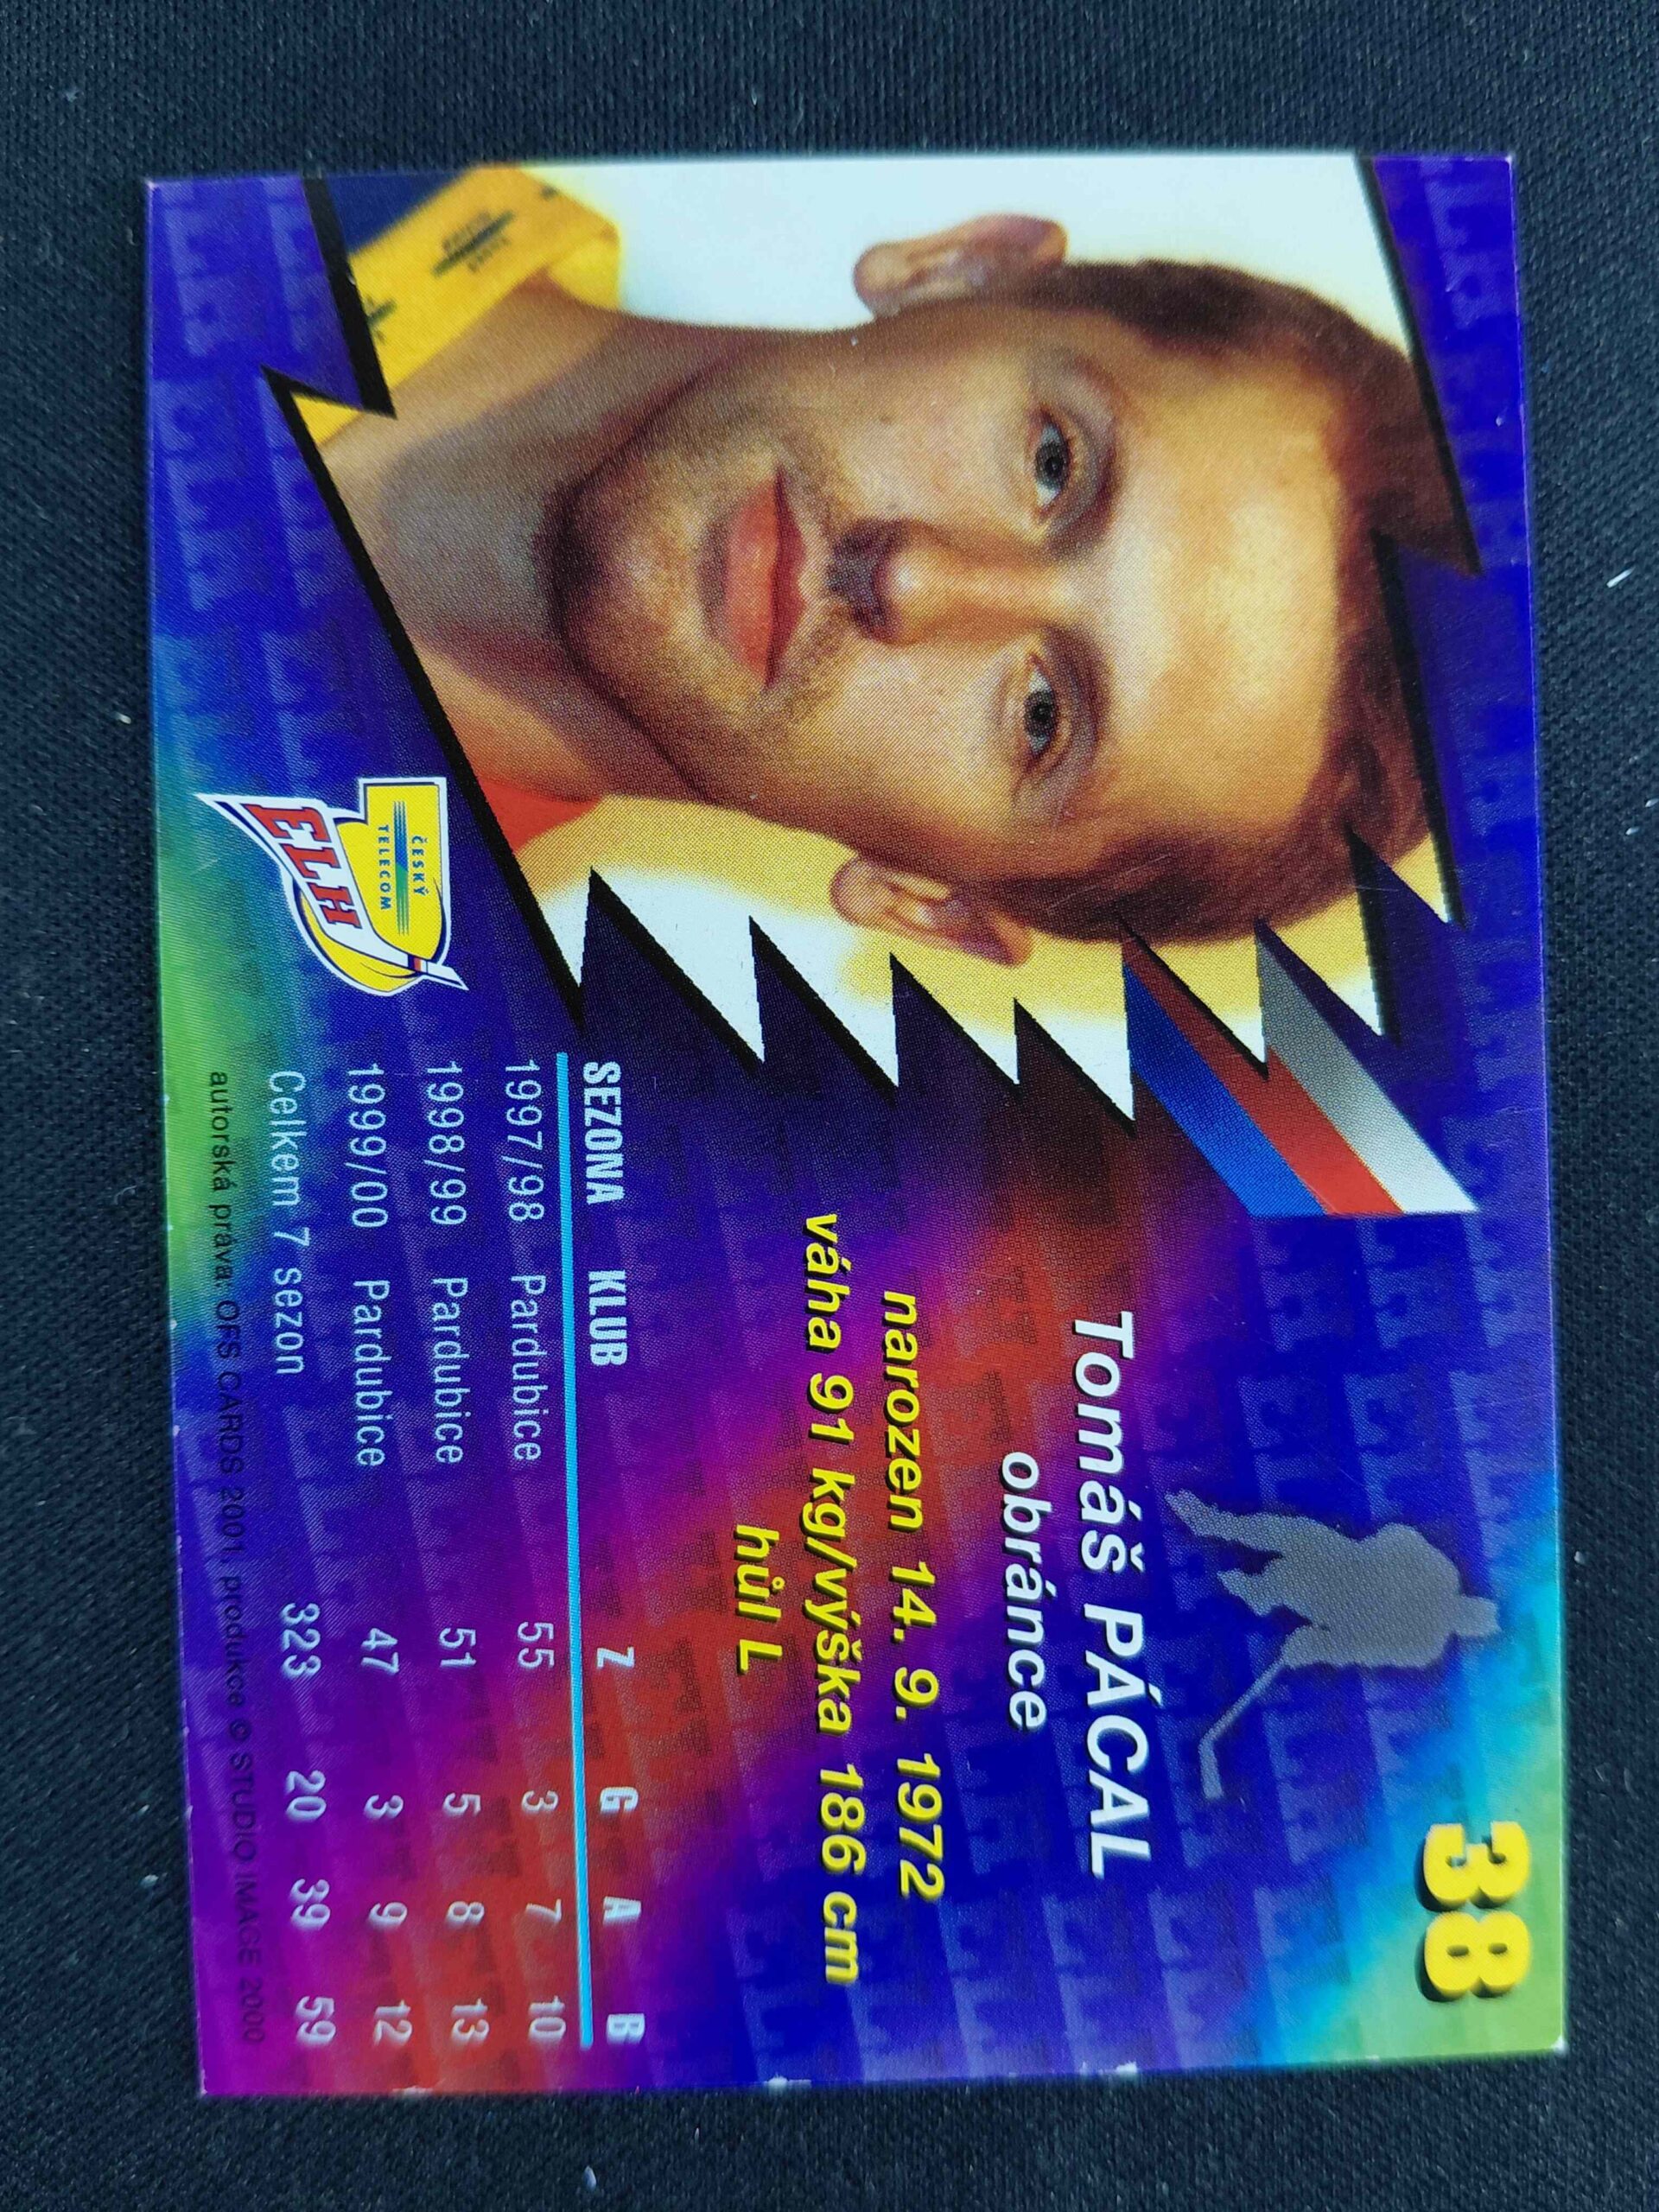 38
Tomáš PÁCAL
obránce
narozen 14. 9. 1972
váha 91 kg/výška 186 cm
hůl L
ČESKÝ
TELECOM
ELH
SEZONA KLUB Z G A B
1997/98 Pardubice 55 3 7 10
1998/99 Pardubice 51 5 8 13
1999/00 Pardubice 47 3 9 12
Celkem 7 sezon 323 20 39 59
autorská práva: OFS CARDS 2001, produkce © STUDIO IMAGE 2000